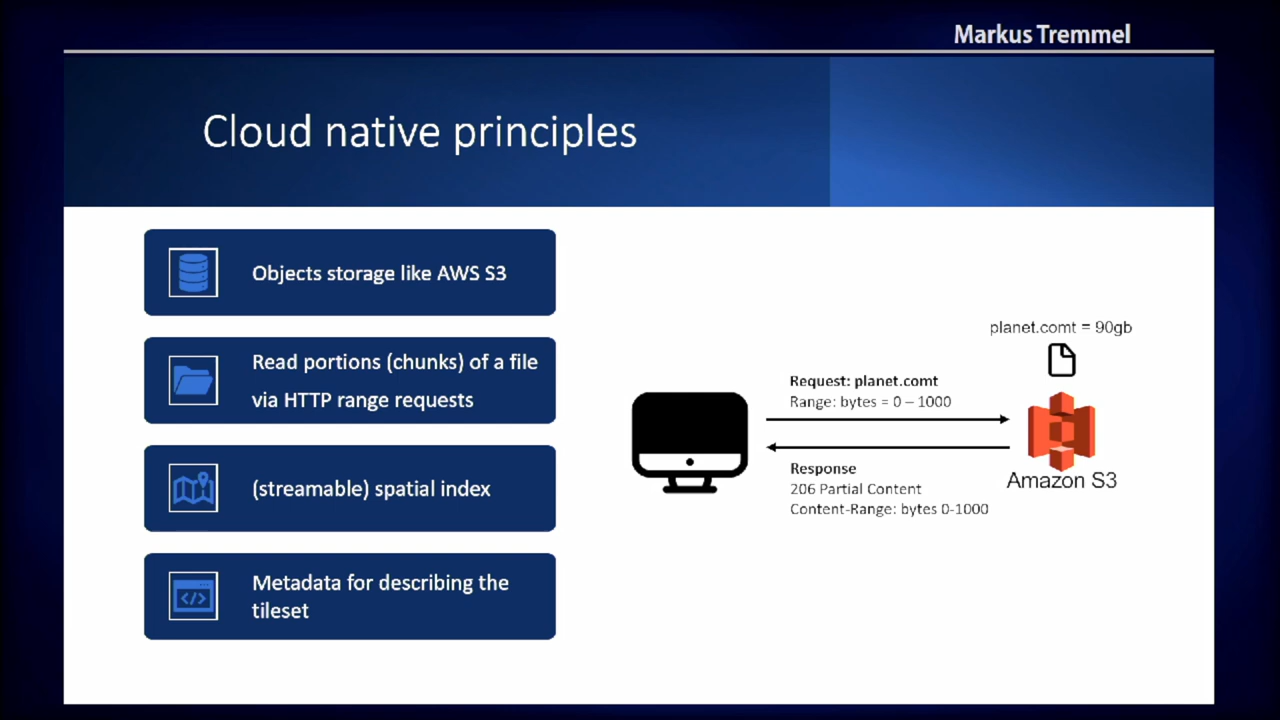 Markus Tremmel
Cloud native principles
Objects storage like AWS S3
Read portions (chunks) of a file
via HTTP range requests
(streamable) spatial index
Metadata for describing the
tileset
planet.comt = 90gb
Request: planet.comt
Range: bytes = 0 – 1000
Response
206 Partial Content
Content-Range: bytes 0-1000
Amazon S3